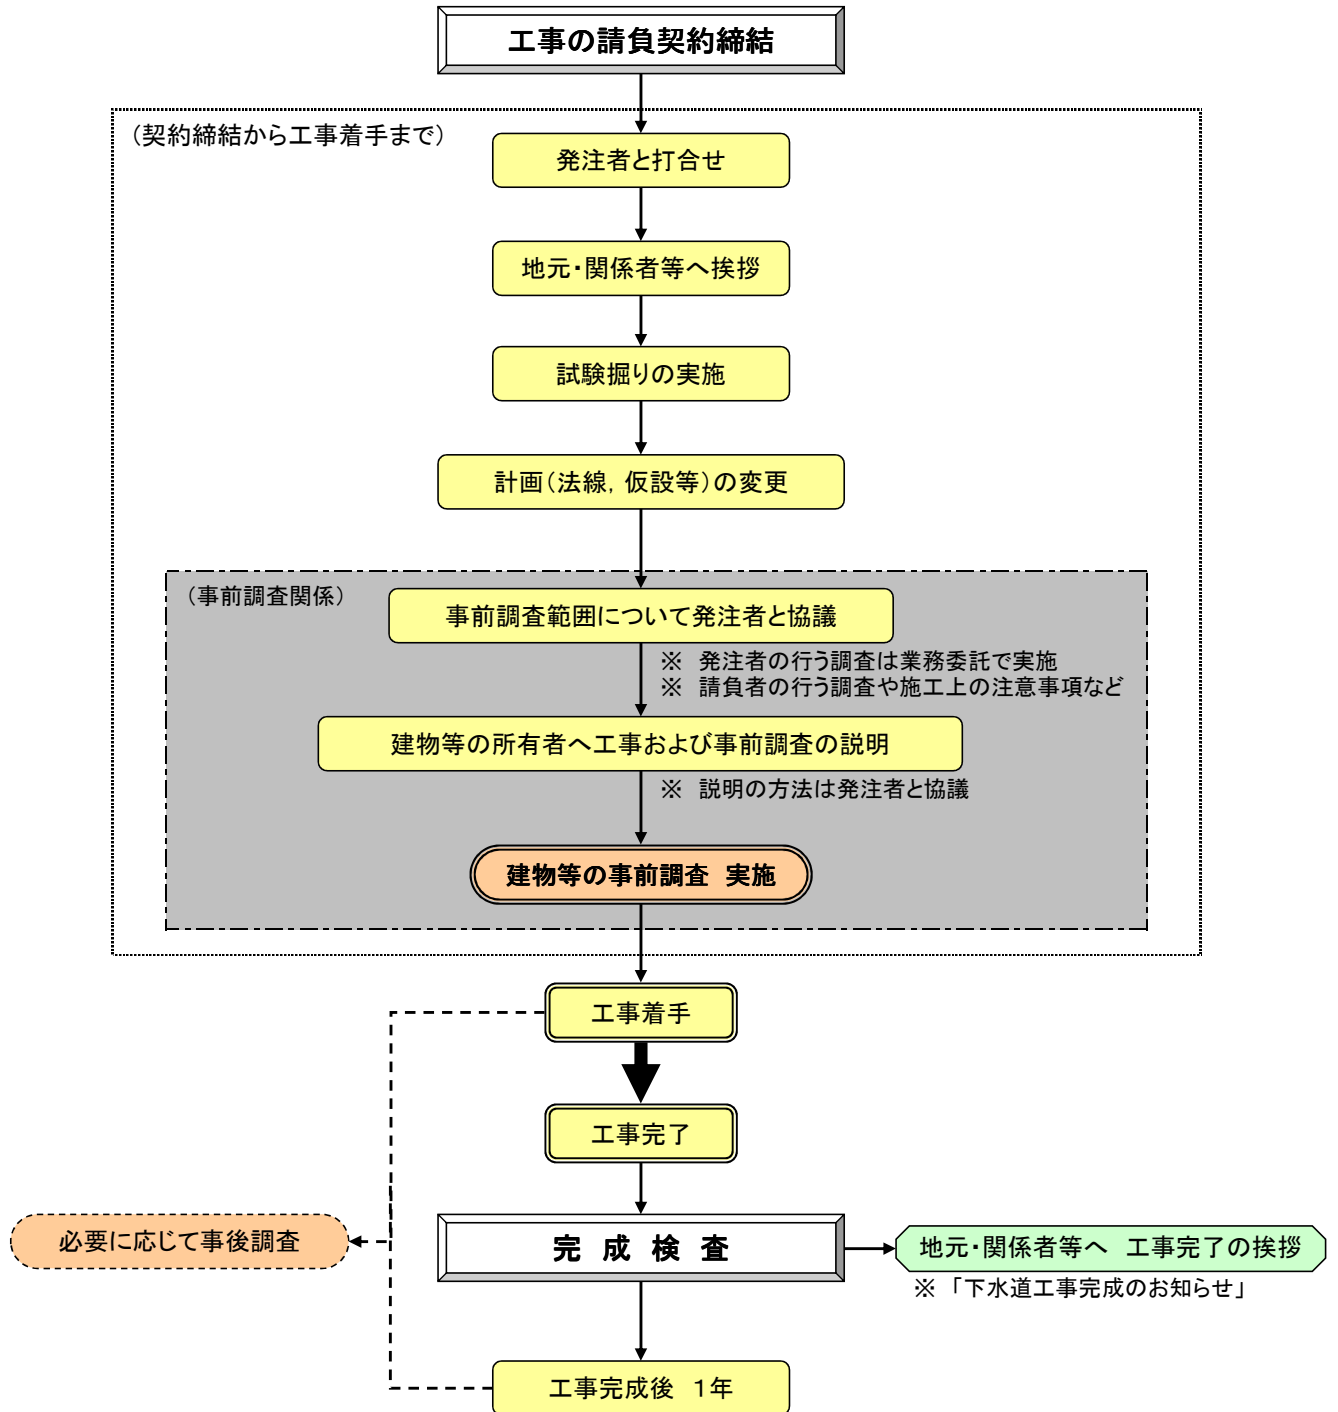 工事の請負契約締結
（契約締結から工事着手まで）
発注者と打合せ
地元・関係者等へ挨拶
試験掘りの実施
計画（法線，仮設等）の変更
（事前調査関係）
事前調査範囲について発注者と協議
※　発注者の行う調査は業務委託で実施
※　請負者の行う調査や施工上の注意事項など
建物等の所有者へ工事および事前調査の説明
※　説明の方法は発注者と協議
建物等の事前調査　実施
工事着手
工事完了
必要に応じて事後調査
完　成　検　査
地元・関係者等へ　工事完了の挨拶
※　「下水道工事完成のお知らせ」
工事完成後　１年